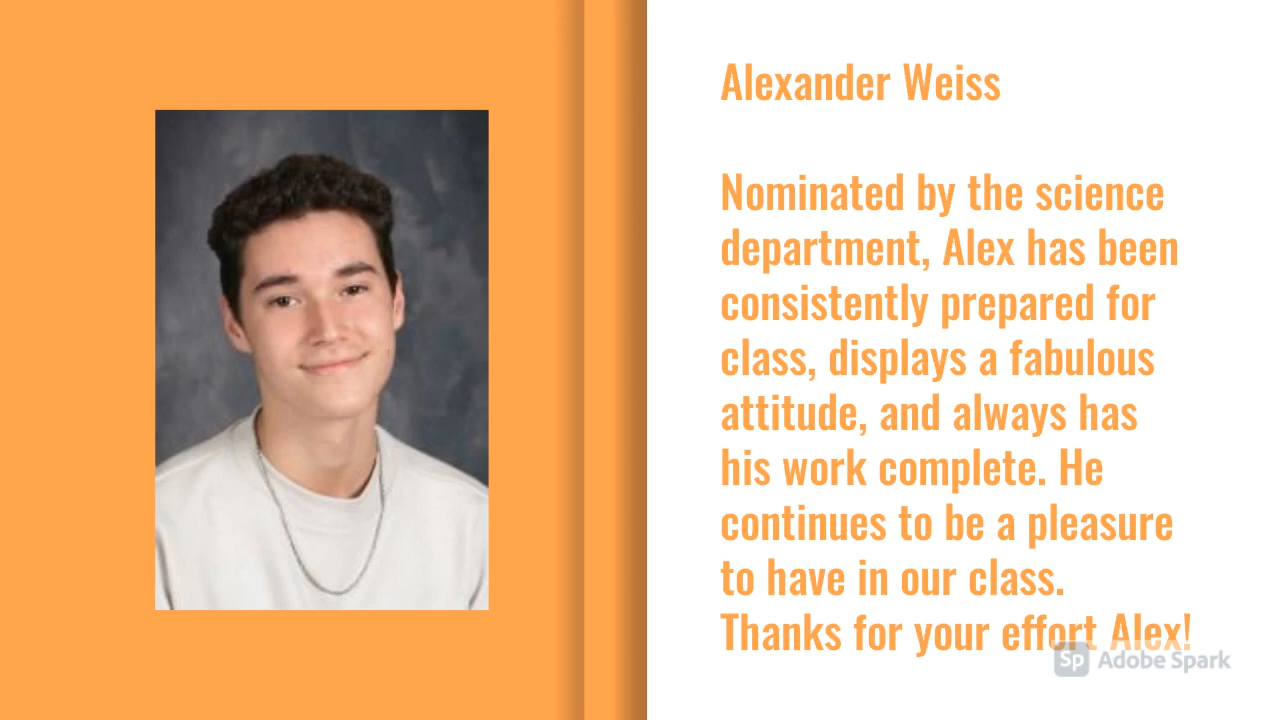 Alexander Weiss
Nominated by the science
department, Alex has been
consistently prepared for
class, displays a fabulous
attitude, and always has
his work complete. He
continues to be a pleasure
to have in our class.
Thanks for your effort Alex!
Sp Adobe Spark